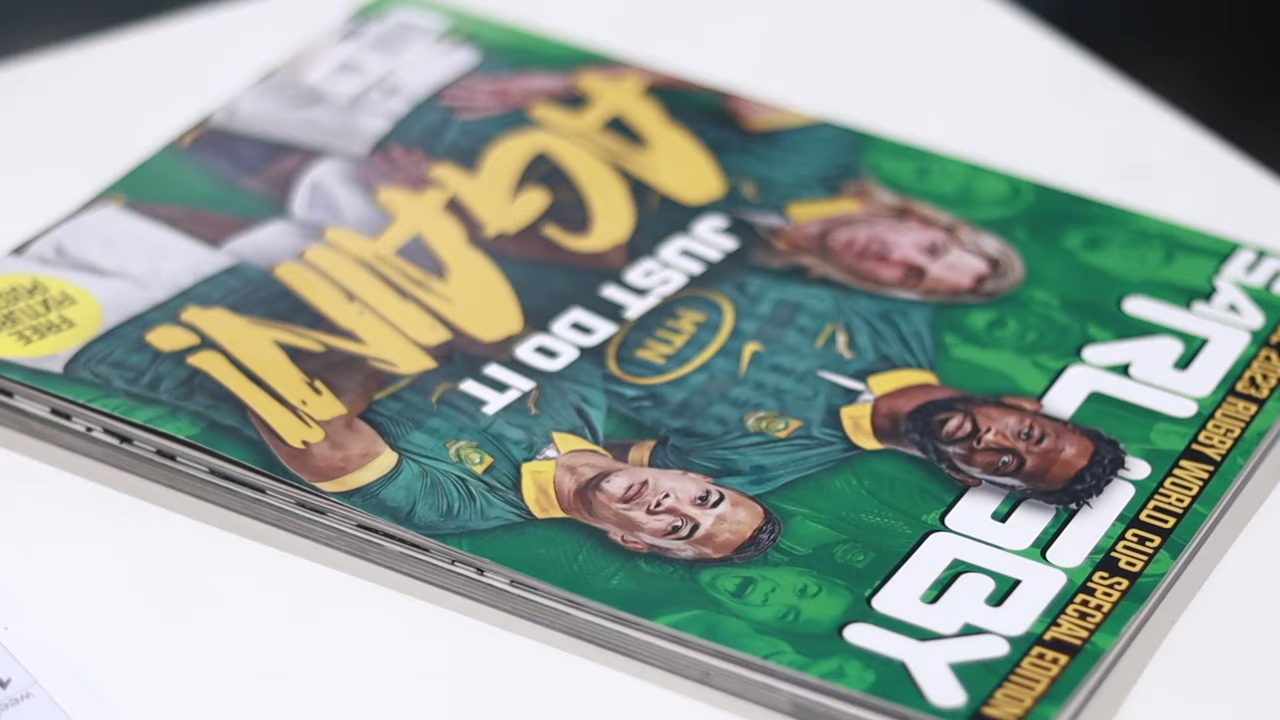 SA RUGBY
2023 RUGBY WORLD CUP SPECIAL EDITION
MTN
JUST DO IT
AGAIN!
FREE